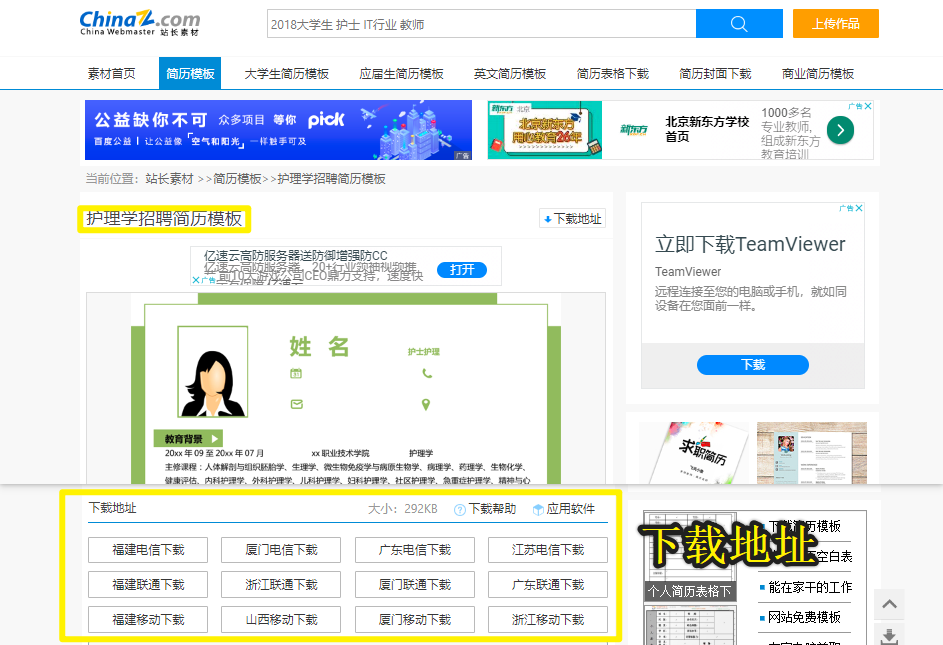 ChinaZ.com
China Webmaster 站长素材
2018大学生 护士 IT行业 教师
上传作品
素材首页 简历模板 大学生简历模板 应届生简历模板 英文简历模板 简历表格下载 简历封面下载 商业简历模板
公益缺你不可 众多项目 等你 pick
百度公益 | 让公益像「空气和阳光」一样触手可及
广告
新东方 北京
北京新东方
用心教育26年
新东方
北京新东方学校
首页
1000多名
专业教师,
组成新东方
教育培训
广告
当前位置: 站长素材 >>简历模板>>护理学招聘简历模板
护理学招聘简历模板
下载地址
亿速云高防服务器送防御增强防CC
亿速云高防服务器，20+行业领袖视频推
荐,前10大游戏公司CEO鼎力支持，速度快
广告
打开
广告
立即下载TeamViewer
TeamViewer
远程连接至您的电脑或手机，就如同
设备在您面前一样。
下载
姓 名
护士护理
教育背景
20xx 年 09 至 20xx 年 07 月 xx 职业技术学院 护理学
主修课程：人体解剖与组织胚胎学、生理学、微生物免疫学与病原生物学、病理学、药理学、生物化学、
健康评估、内科护理学、外科护理学、儿科护理学、妇科护理学、社区护理学、急重症护理学、精神与心
求职简历
下载地址 大小：292KB 下载帮助 应用软件
福建电信下载 厦门电信下载 广东电信下载 江苏电信下载
福建联通下载 浙江联通下载 厦门联通下载 广东联通下载
福建移动下载 山西移动下载 厦门移动下载 浙江移动下载
下载地址
个人简历表格下
下载简历模板
空白表
能在家干的工作
网站免费模板